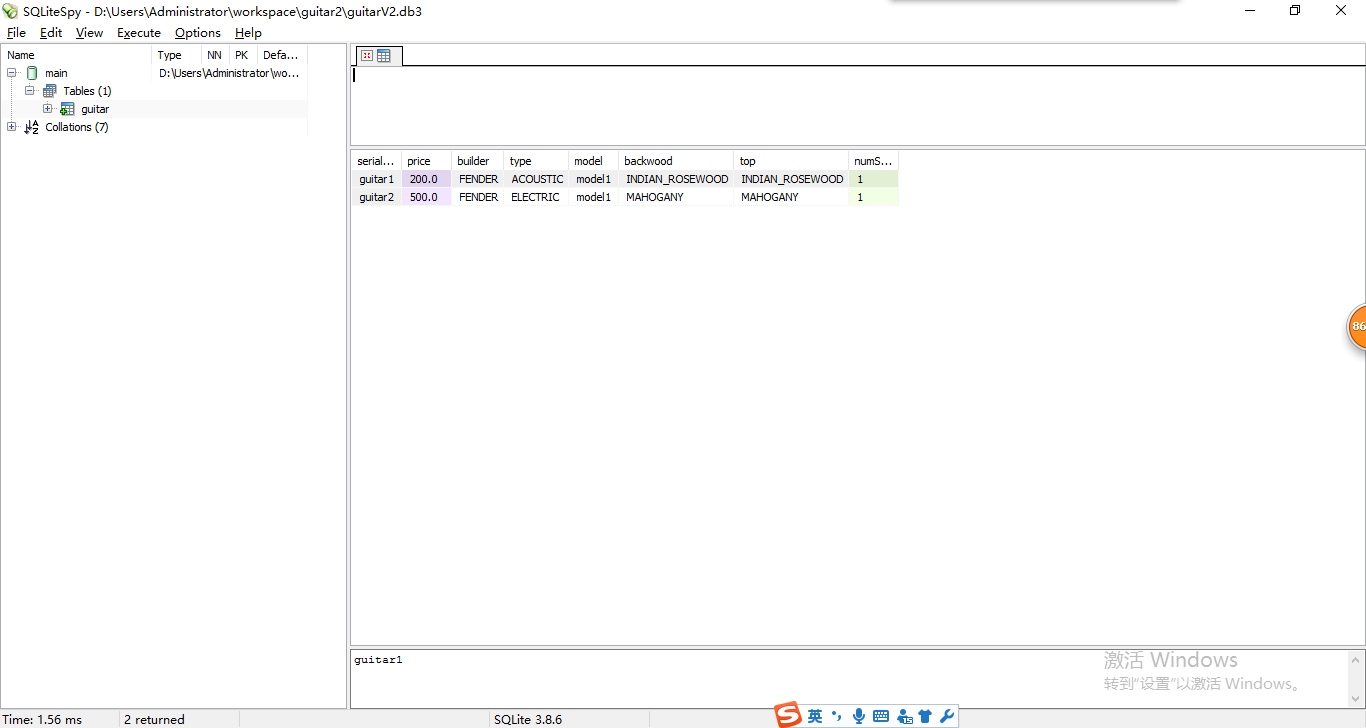 SQLiteSpy - D:\Users\Administrator\workspace\guitar2\guitarV2.db3
File Edit View Execute Options Help
Name Type NN PK Defa...
main D:\Users\Administrator\wo...
Tables (1)
guitar
Collations (7)
serial... price builder type model backwood top numS...
guitar1 200.0 FENDER ACOUSTIC model1 INDIAN_ROSEWOOD INDIAN_ROSEWOOD 1
guitar2 500.0 FENDER ELECTRIC model1 MAHOGANY MAHOGANY 1
86
guitar1
激活 Windows
转到"设置"以激活 Windows。
Time: 1.56 ms 2 returned SQLite 3.8.6
S 英